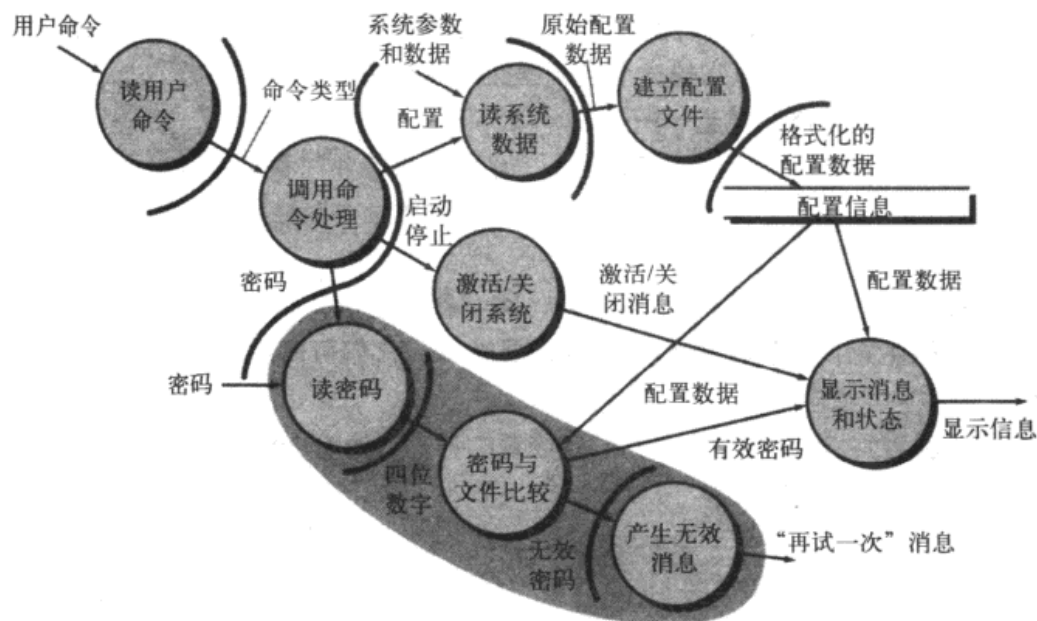 用户命令
读用户
命令
命令类型
系统参数
和数据
配置
读系统
数据
原始配置
数据
建立配置
文件
格式化的
配置数据
配置信息
调用命
令处理
启动
停止
密码
激活/关
闭系统
激活/关
闭消息
配置数据
密码
读密码
四位
数字
密码与
文件比较
配置数据
有效密码
显示消息
和状态
显示信息
无效
密码
产生无效
消息
“再试一次”消息